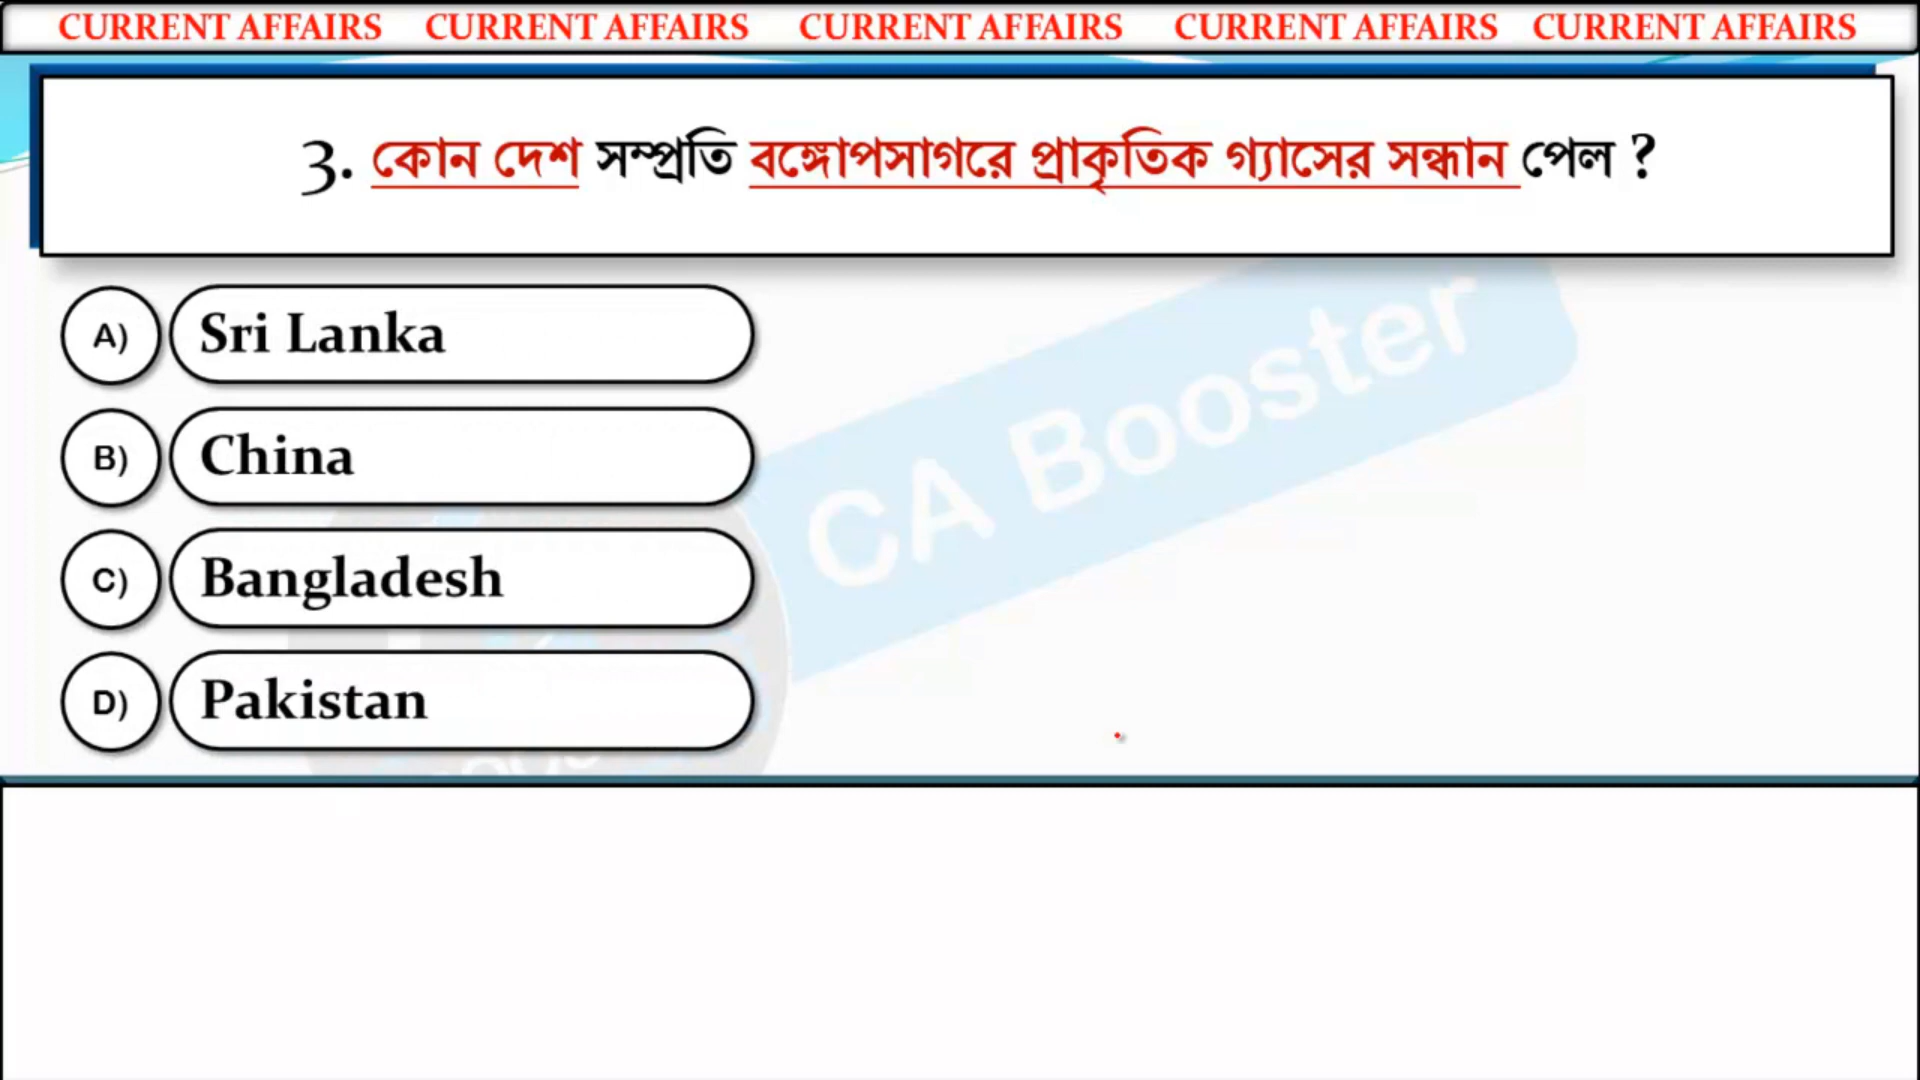 CURRENT AFFAIRS CURRENT AFFAIRS CURRENT AFFAIRS CURRENT AFFAIRS CURRENT AFFAIRS
3. কোন দেশ সম্প্রতি বঙ্গোপসাগরে প্রাকৃতিক গ্যাসের সন্ধান পেল ?
A) Sri Lanka
B) China
C) Bangladesh
D) Pakistan
CA Booster